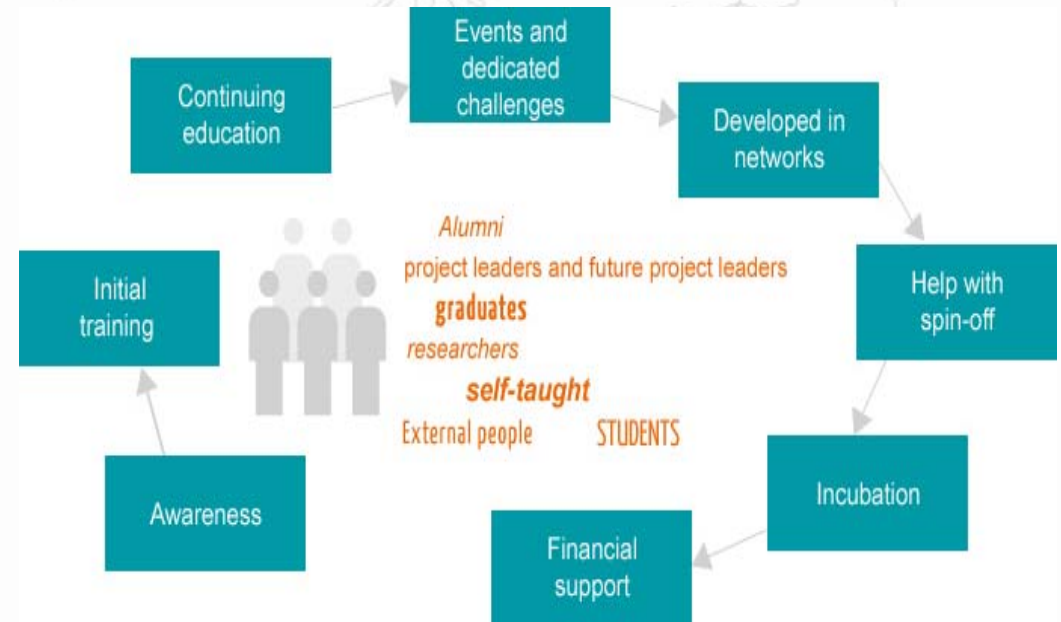 Events and
dedicated
challenges
Continuing
education
Developed in
networks
Alumni
project leaders and future project leaders
graduates
researchers
self-taught
External people
STUDENTS
Initial
training
Help with
spin-off
Awareness
Incubation
Financial
support